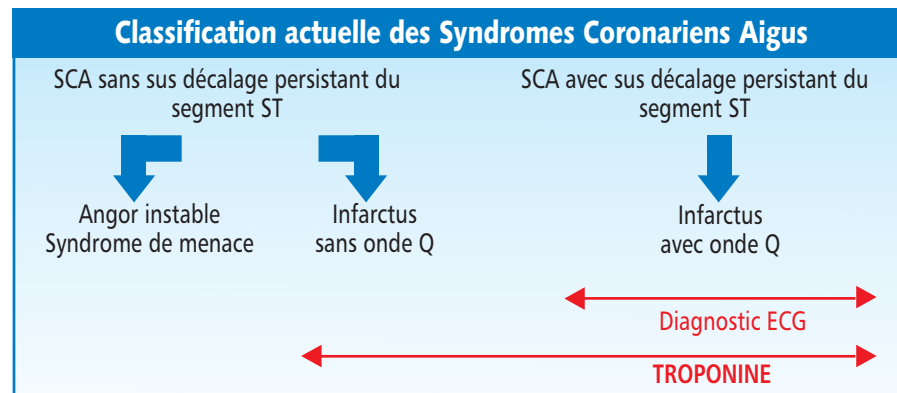 Classification actuelle des Syndromes Coronariens Aigus
SCA sans sus décalage persistant du
segment ST
SCA avec sus décalage persistant du
segment ST
Angor instable
Syndrome de menace
Infarctus
sans onde Q
Infarctus
avec onde Q
Diagnostic ECG
TROPONINE